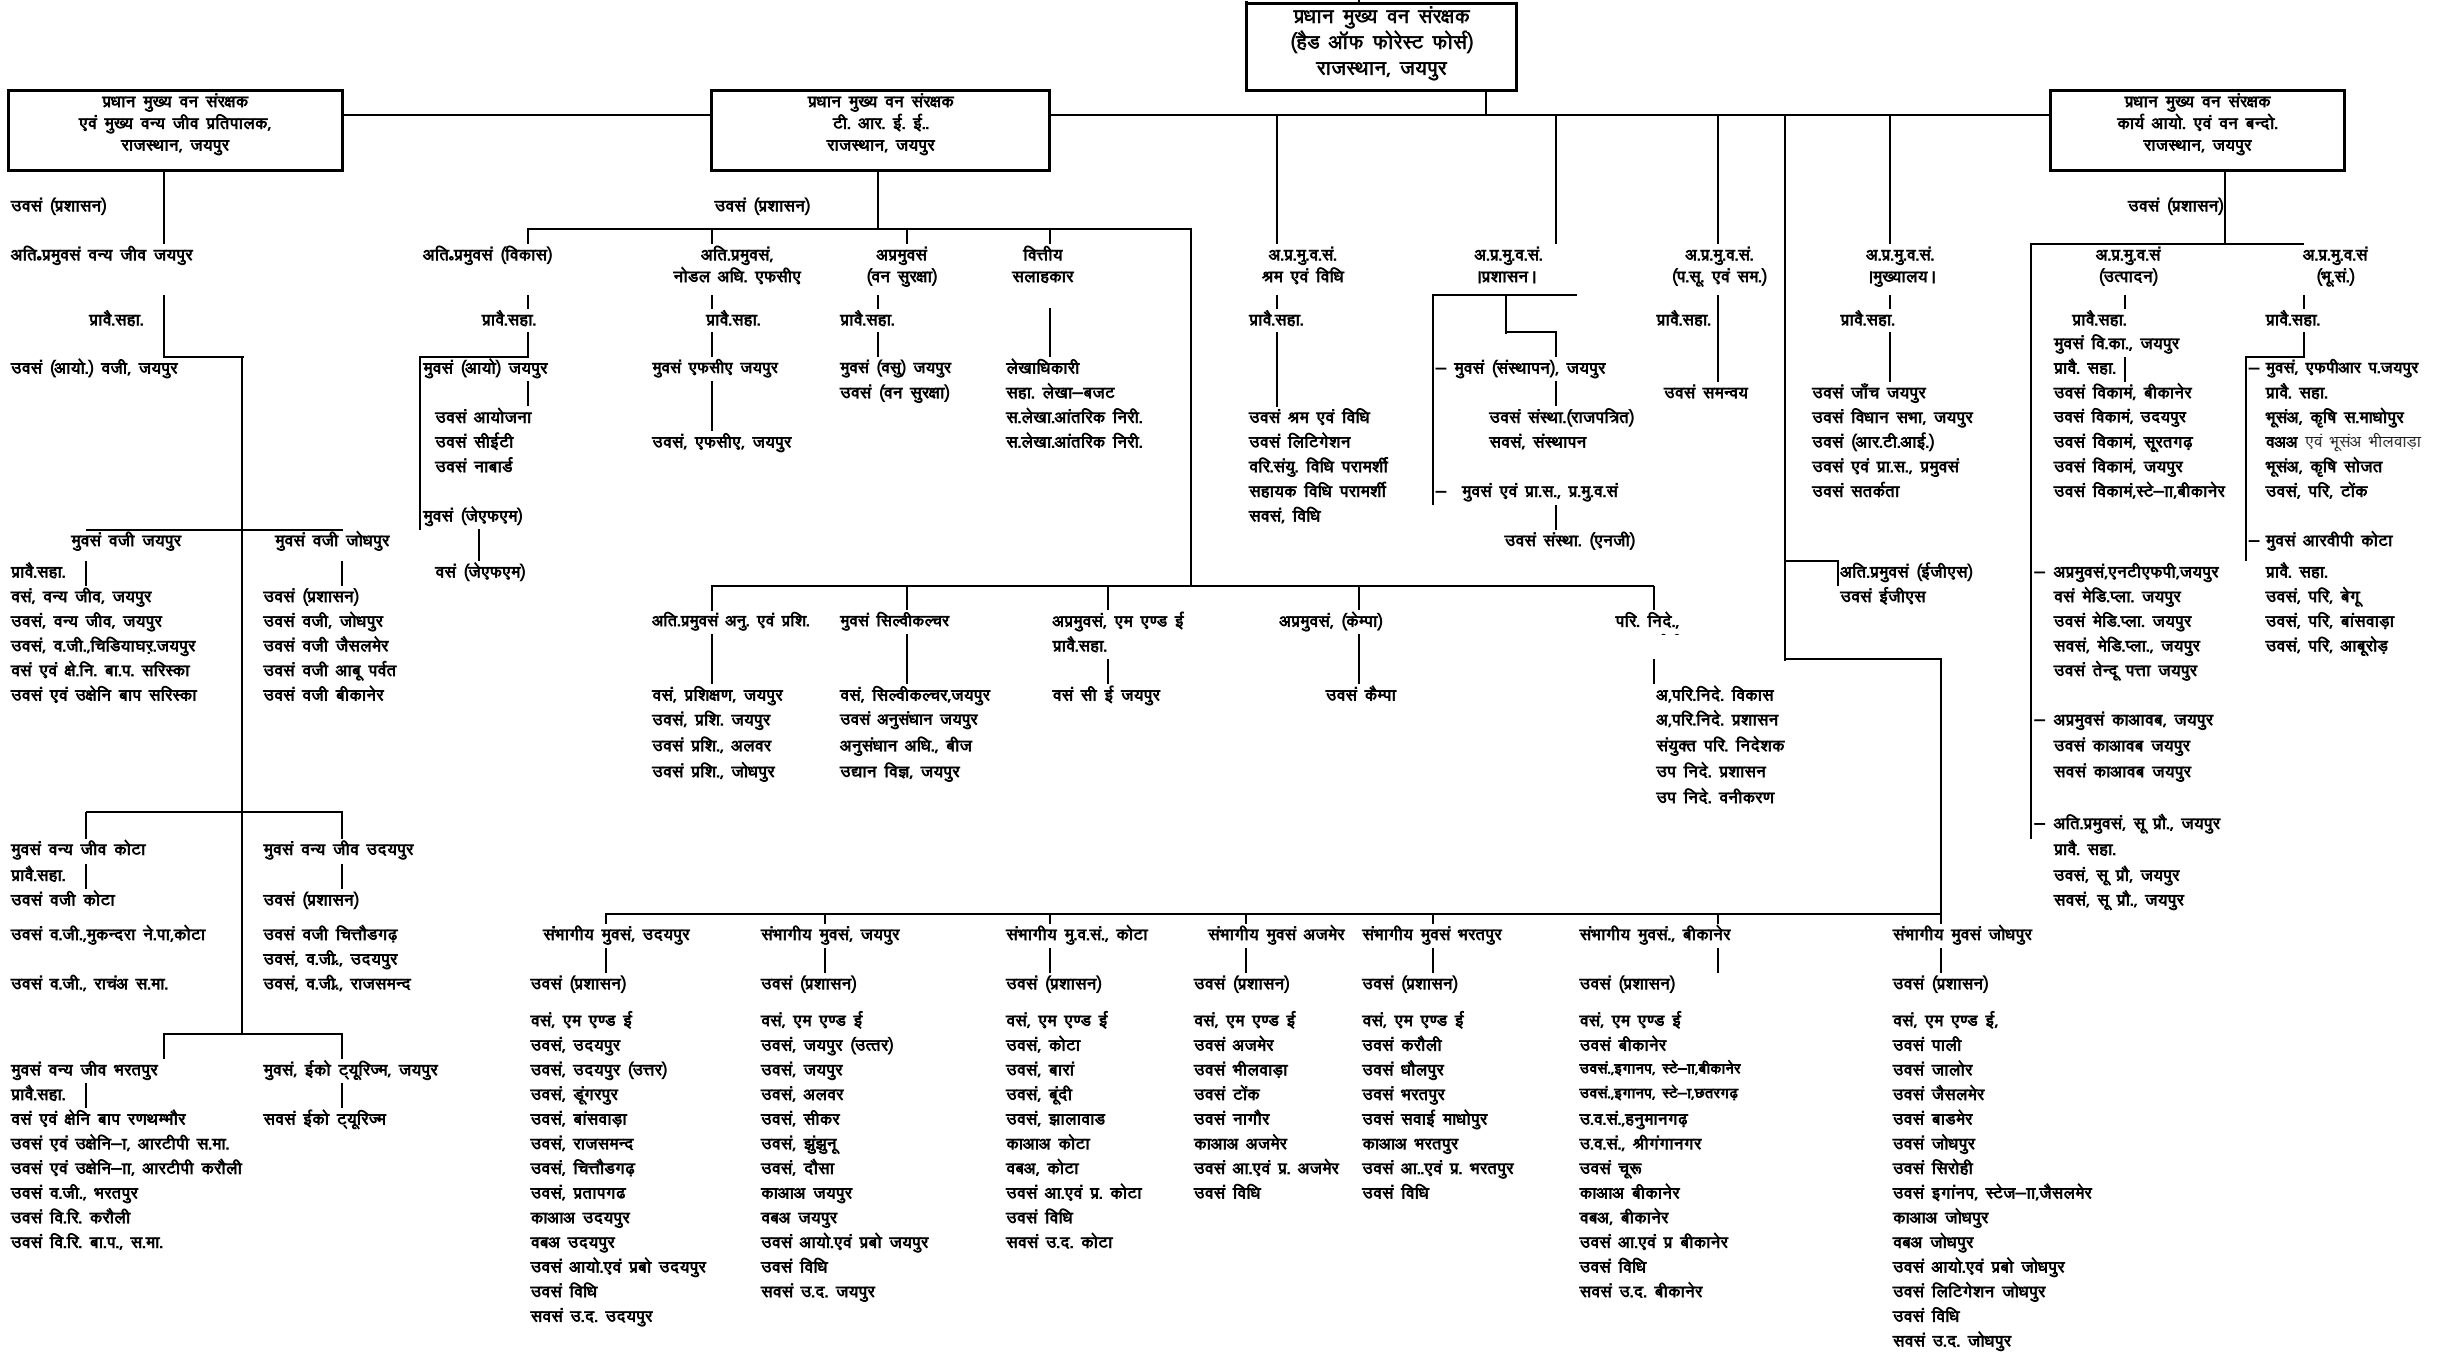 प्रधान मुख्य वन संरक्षक
(हैड ऑफ फोरेस्ट फोर्स)
राजस्थान, जयपुर
प्रधान मुख्य वन संरक्षक
एवं मुख्य वन्य जीव प्रतिपालक,
राजस्थान, जयपुर
प्रधान मुख्य वन संरक्षक
टी. आर. ई. ई..
राजस्थान, जयपुर
प्रधान मुख्य वन संरक्षक
कार्य आयो. एवं वन बन्दो.
राजस्थान, जयपुर
उवसं (प्रशासन)
उवसं (प्रशासन)
उवसं (प्रशासन)
अति.प्रमुवसं वन्य जीव जयपुर
प्रावै.सहा.
उवसं (आयो.) वजी, जयपुर
अति.प्रमुवसं (विकास)
प्रावै.सहा.
मुवसं (आयो) जयपुर
उवसं आयोजना
उवसं सीईटी
उवसं नाबार्ड
मुवसं (जेएफएम)
वसं (जेएफएम)
अति.प्रमुवसं,
नोडल अधि. एफसीए
प्रावै.सहा.
मुवसं एफसीए जयपुर
उवसं, एफसीए, जयपुर
अप्रमुवसं
(वन सुरक्षा)
प्रावै.सहा.
मुवसं (वसु) जयपुर
उवसं (वन सुरक्षा)
वित्तीय
सलाहकार
लेखाधिकारी
सहा. लेखा–बजट
स.लेखा.आंतरिक निरी.
स.लेखा.आंतरिक निरी.
अ.प्र.मु.व.सं.
श्रम एवं विधि
प्रावै.सहा.
उवसं श्रम एवं विधि
उवसं लिटिगेशन
वरि.संयु. विधि परामर्शी
सहायक विधि परामर्शी
सवसं, विधि
अ.प्र.मु.व.सं.
।प्रशासन।
– मुवसं (संस्थापन), जयपुर
उवसं संस्था.(राजपत्रित)
सवसं, संस्थापन
– मुवसं एवं प्रा.स., प्र.मु.व.सं
उवसं संस्था. (एनजी)
अ.प्र.मु.व.सं.
(प.सू. एवं सम.)
प्रावै.सहा.
उवसं समन्वय
अ.प्र.मु.व.सं.
।मुख्यालय।
प्रावै.सहा.
उवसं जाँच जयपुर
उवसं विधान सभा, जयपुर
उवसं (आर.टी.आई.)
उवसं एवं प्रा.स., प्रमुवसं
उवसं सतर्कता
अति.प्रमुवसं (ईजीएस)
उवसं ईजीएस
अ.प्र.मु.व.सं
(उत्पादन)
प्रावै.सहा.
मुवसं वि.का., जयपुर
प्रावै. सहा.
उवसं विकामं, बीकानेर
उवसं विकामं, उदयपुर
उवसं विकामं, सूरतगढ़
उवसं विकामं, जयपुर
उवसं विकामं,स्टे–ाा,बीकानेर
– अप्रमुवसं,एनटीएफपी,जयपुर
वसं मेडि.प्ला. जयपुर
उवसं मेडि.प्ला. जयपुर
सवसं, मेडि.प्ला., जयपुर
उवसं तेन्दू पत्ता जयपुर
– अप्रमुवसं काआवब, जयपुर
उवसं काआवब जयपुर
सवसं काआवब जयपुर
– अति.प्रमुवसं, सू प्रौ., जयपुर
प्रावै. सहा.
उवसं, सू प्रौ, जयपुर
सवसं, सू प्रौ., जयपुर
अ.प्र.मु.व.सं
(भू.सं.)
प्रावै.सहा.
– मुवसं, एफपीआर प.जयपुर
प्रावै. सहा.
भूसंअ, कृषि स.माधोपुर
वअअ एवं भूसंअ भीलवाड़ा
भूसंअ, कृषि सोजत
उवसं, परि, टोंक
– मुवसं आरवीपी कोटा
प्रावै. सहा.
उवसं, परि, बेगू
उवसं, परि, बांसवाड़ा
उवसं, परि, आबूरोड़
मुवसं वजी जयपुर
प्रावै.सहा.
वसं, वन्य जीव, जयपुर
उवसं, वन्य जीव, जयपुर
उवसं, व.जी.,चिडियाघर.जयपुर
वसं एवं क्षे.नि. बा.प. सरिस्का
उवसं एवं उक्षेनि बाप सरिस्का
मुवसं वजी जोधपुर
उवसं (प्रशासन)
उवसं वजी, जोधपुर
उवसं वजी जैसलमेर
उवसं वजी आबू पर्वत
उवसं वजी बीकानेर
अति.प्रमुवसं अनु. एवं प्रशि.
वसं, प्रशिक्षण, जयपुर
उवसं, प्रशि. जयपुर
उवसं प्रशि., अलवर
उवसं प्रशि., जोधपुर
मुवसं सिल्वीकल्चर
वसं, सिल्वीकल्चर,जयपुर
उवसं अनुसंधान जयपुर
अनुसंधान अधि., बीज
उद्यान विज्ञ, जयपुर
अप्रमुवसं, एम एण्ड ई
प्रावै.सहा.
वसं सी ई जयपुर
अप्रमुवसं, (केम्पा)
उवसं कैम्पा
परि. निदे.,
अ,परि.निदे. विकास
अ,परि.निदे. प्रशासन
संयुक्त परि. निदेशक
उप निदे. प्रशासन
उप निदे. वनीकरण
मुवसं वन्य जीव कोटा
प्रावै.सहा.
उवसं वजी कोटा
उवसं व.जी.,मुकन्दरा ने.पा,कोटा
उवसं व.जी., राचंअ स.मा.
मुवसं वन्य जीव उदयपुर
उवसं (प्रशासन)
उवसं वजी चित्तौडगढ़
उवसं, व.जी., उदयपुर
उवसं, व.जी., राजसमन्द
मुवसं वन्य जीव भरतपुर
प्रावै.सहा.
वसं एवं क्षेनि बाप रणथम्भौर
उवसं एवं उक्षेनि–ा, आरटीपी स.मा.
उवसं एवं उक्षेनि–ाा, आरटीपी करौली
उवसं व.जी., भरतपुर
उवसं वि.रि. करौली
उवसं वि.रि. बा.प., स.मा.
मुवसं, ईको ट्यूरिज्म, जयपुर
सवसं ईको ट्यूरिज्म
संभागीय मुवसं, उदयपुर
उवसं (प्रशासन)
वसं, एम एण्ड ई
उवसं, उदयपुर
उवसं, उदयपुर (उत्तर)
उवसं, डूंगरपुर
उवसं, बांसवाड़ा
उवसं, राजसमन्द
उवसं, चित्तौडगढ़
उवसं, प्रतापगढ
काआअ उदयपुर
वबअ उदयपुर
उवसं आयो.एवं प्रबो उदयपुर
उवसं विधि
सवसं उ.द. उदयपुर
संभागीय मुवसं, जयपुर
उवसं (प्रशासन)
वसं, एम एण्ड ई
उवसं, जयपुर (उत्तर)
उवसं, जयपुर
उवसं, अलवर
उवसं, सीकर
उवसं, झुंझुनू
उवसं, दौसा
काआअ जयपुर
वबअ जयपुर
उवसं आयो.एवं प्रबो जयपुर
उवसं विधि
सवसं उ.द. जयपुर
संभागीय मु.व.सं., कोटा
उवसं (प्रशासन)
वसं, एम एण्ड ई
उवसं, कोटा
उवसं, बारां
उवसं, बूंदी
उवसं, झालावाड
काआअ कोटा
वबअ, कोटा
उवसं आ.एवं प्र. कोटा
उवसं विधि
सवसं उ.द. कोटा
संभागीय मुवसं अजमेर
उवसं (प्रशासन)
वसं, एम एण्ड ई
उवसं अजमेर
उवसं भीलवाड़ा
उवसं टोंक
उवसं नागौर
काआअ अजमेर
उवसं आ.एवं प्र. अजमेर
उवसं विधि
संभागीय मुवसं भरतपुर
उवसं (प्रशासन)
वसं, एम एण्ड ई
उवसं करौली
उवसं धौलपुर
उवसं भरतपुर
उवसं सवाई माधोपुर
काआअ भरतपुर
उवसं आ..एवं प्र. भरतपुर
उवसं विधि
संभागीय मुवसं., बीकानेर
उवसं (प्रशासन)
वसं, एम एण्ड ई
उवसं बीकानेर
उवसं.,इगानप, स्टे–ाा,बीकानेर
उवसं.,इगानप, स्टे–ा,छतरगढ़
उ.व.सं.,हनुमानगढ़
उ.व.सं., श्रीगंगानगर
उवसं चूरू
काआअ बीकानेर
वबअ, बीकानेर
उवसं आ.एवं प्र बीकानेर
उवसं विधि
सवसं उ.द. बीकानेर
संभागीय मुवसं जोधपुर
उवसं (प्रशासन)
वसं, एम एण्ड ई,
उवसं पाली
उवसं जालोर
उवसं जैसलमेर
उवसं बाडमेर
उवसं जोधपुर
उवसं सिरोही
उवसं इगांनप, स्टेज–ाा,जैसलमेर
काआअ जोधपुर
वबअ जोधपुर
उवसं आयो.एवं प्रबो जोधपुर
उवसं लिटिगेशन जोधपुर
उवसं विधि
सवसं उ.द. जोधपुर